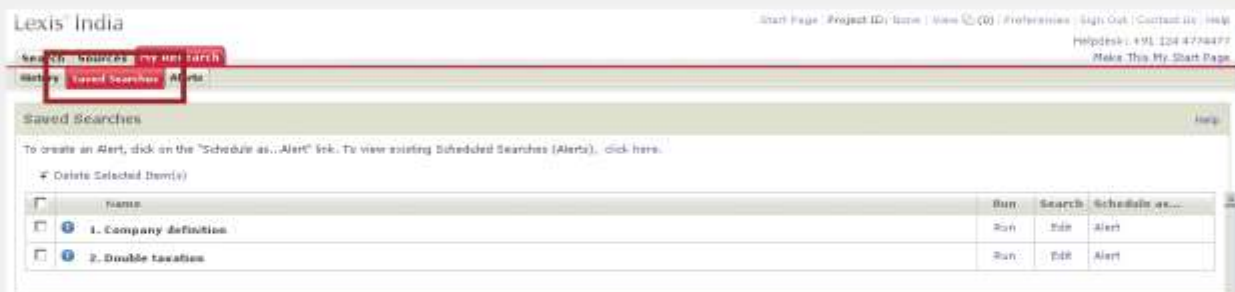 Lexis® India
Start Page | Project ID: None | View (0) | Preferences | Sign Out | Contact Us | Help
Helpdesk: +91 124 4774477
Search Sources My Research
Make This My Start Page
History Saved Searches Alerts
Saved Searches
Help
To create an Alert, click on the "Schedule as...Alert" link. To view existing Scheduled Searches (Alerts), click here.
Delete Selected Item(s)
Name Run Search Schedule as...
1. Company definition Run Edit Alert
2. Double taxation Run Edit Alert